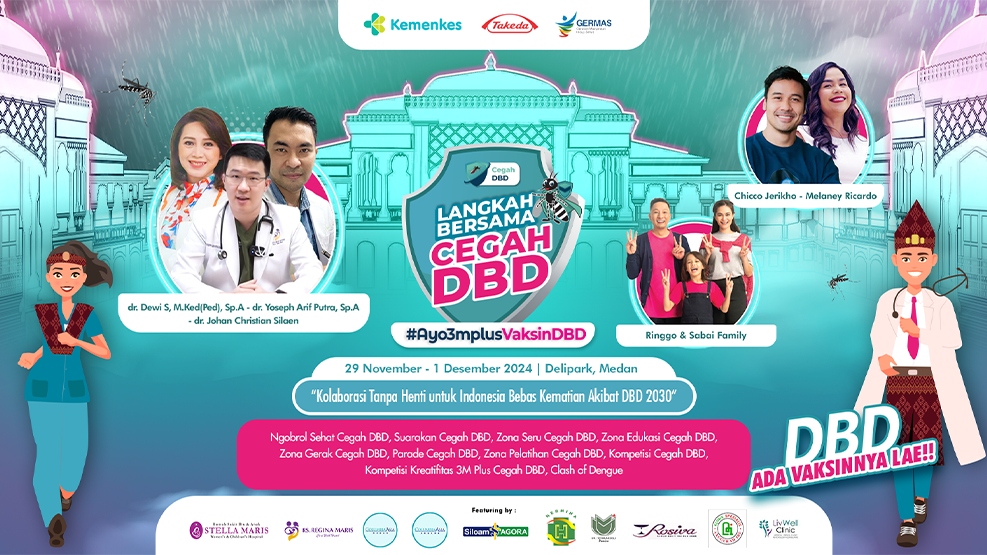 Kemenkes
Takeda
GERMAS
Cegah
DBD
LANGKAH
BERSAMA
CEGAH
DBD
#Ayo3mplusVaksinDBD
dr. Dewi S, M.Ked(Ped), Sp.A - dr. Yoseph Arif Putra, Sp.A
- dr. Johan Christian Silaen
Chicco Jerikho - Melaney Ricardo
Ringgo & Sabai Family
29 November - 1 Desember 2024 | Delipark, Medan
“Kolaborasi Tanpa Henti untuk Indonesia Bebas Kematian Akibat DBD 2030”
Ngobrol Sehat Cegah DBD, Suarakan Cegah DBD, Zona Seru Cegah DBD, Zona Edukasi Cegah DBD,
Zona Gerak Cegah DBD, Parade Cegah DBD, Zona Pelatihan Cegah DBD, Kompetisi Cegah DBD,
Kompetisi Kreatifitas 3M Plus Cegah DBD, Clash of Dengue
DBD
ADA VAKSINNYA LAE!!
Featuring by :
STELLA MARIS
Women's & Children's Hospital
RS. REGINA MARIS
Siloam AGORA
HERMINA
Rossiva
LivWell
Clinic